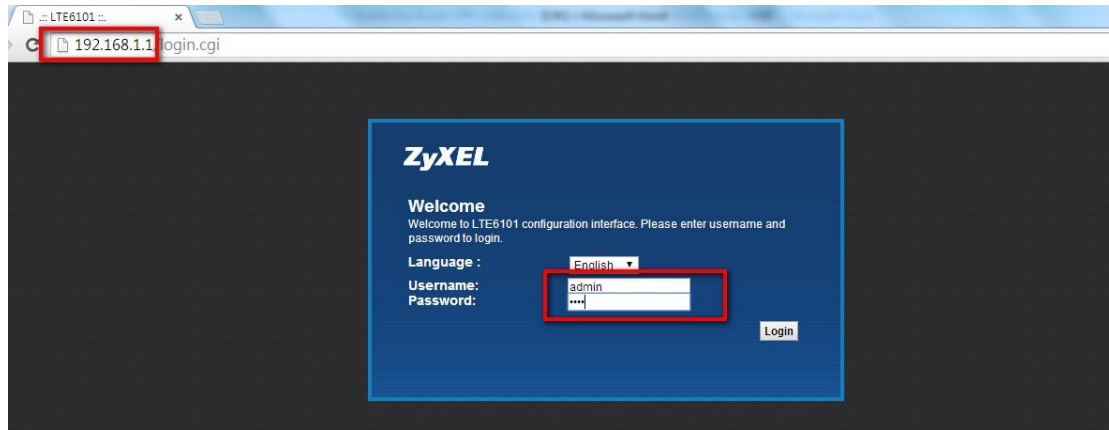 .:: LTE6101 ::.
192.168.1.1/login.cgi
ZyXEL
Welcome
Welcome to LTE6101 configuration interface. Please enter username and
password to login.
Language : English
Username: admin
Password: ••••
Login